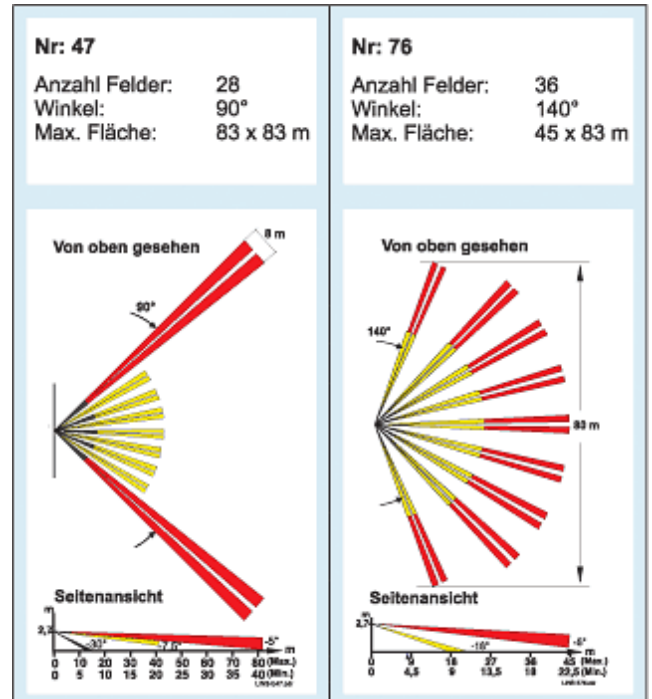 Nr: 47
Anzahl Felder: 28
Winkel: 90°
Max. Fläche: 83 x 83 m
Von oben gesehen
8 m
90°
Seitenansicht
m
2,7
-30° -7,5° -5°
m
0 10 20 30 40 50 60 70 80 (Max.)
0 5 10 15 20 25 30 35 40 (Min.)
Nr: 76
Anzahl Felder: 36
Winkel: 140°
Max. Fläche: 45 x 83 m
Von oben gesehen
140°
83 m
Seitenansicht
m
2,7
-15° -5°
m
0 9 18 27 36 45 (Max.)
0 4,5 9 13,5 18 22,5 (Min.)